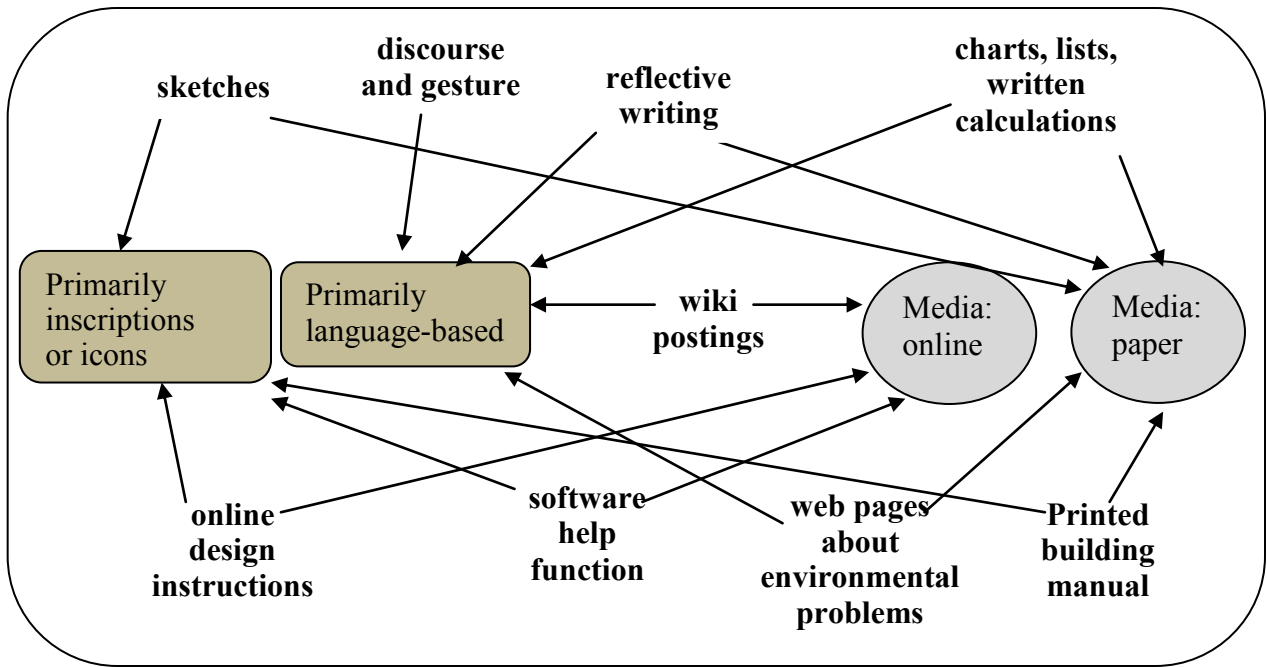 sketches
discourse
and gesture
reflective
writing
charts, lists,
written
calculations
Primarily
inscriptions
or icons
Primarily
language-based
wiki
postings
Media:
online
Media:
paper
online
design
instructions
software
help
function
web pages
about
environmental
problems
Printed
building
manual